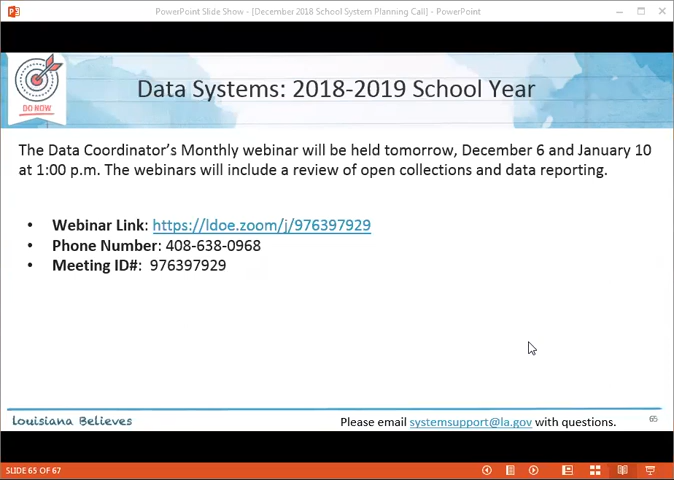 PowerPoint Slide Show - [December 2018 School System Planning Call] - PowerPoint
DO NOW
Data Systems: 2018-2019 School Year
The Data Coordinator's Monthly webinar will be held tomorrow, December 6 and January 10
at 1:00 p.m. The webinars will include a review of open collections and data reporting.
• Webinar Link: https://ldoe.zoom/j/976397929
• Phone Number: 408-638-0968
• Meeting ID#: 976397929
Louisiana Believes
Please email systemsupport@la.gov with questions.
65
SLIDE 65 OF 67